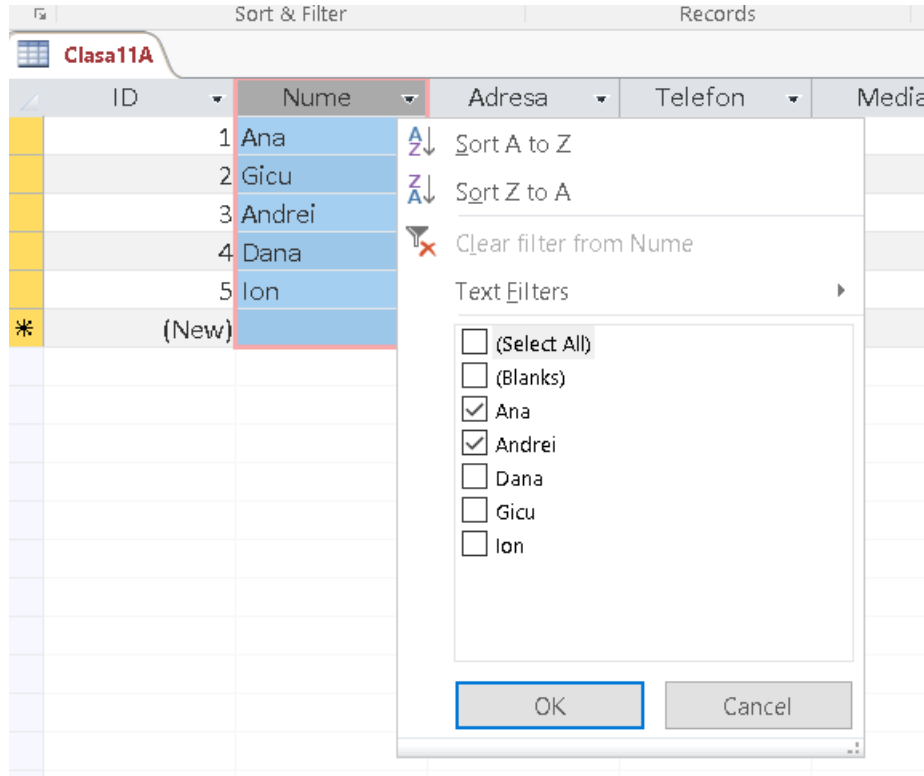 Sort & Filter Records
Clasa11A
ID Nume Adresa Telefon Media
1 Ana
2 Gicu
3 Andrei
4 Dana
5 Ion
(New)
Sort A to Z
Sort Z to A
Clear filter from Nume
Text Filters
(Select All)
(Blanks)
Ana
Andrei
Dana
Gicu
Ion
OK Cancel